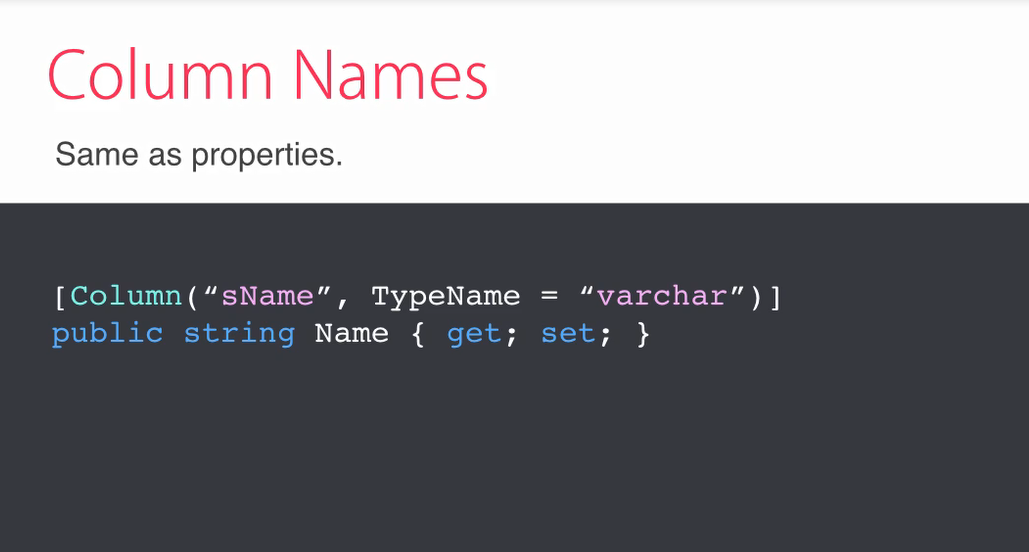 Column Names
Same as properties.
[Column(“sName”, TypeName = “varchar”)]
public string Name { get; set; }